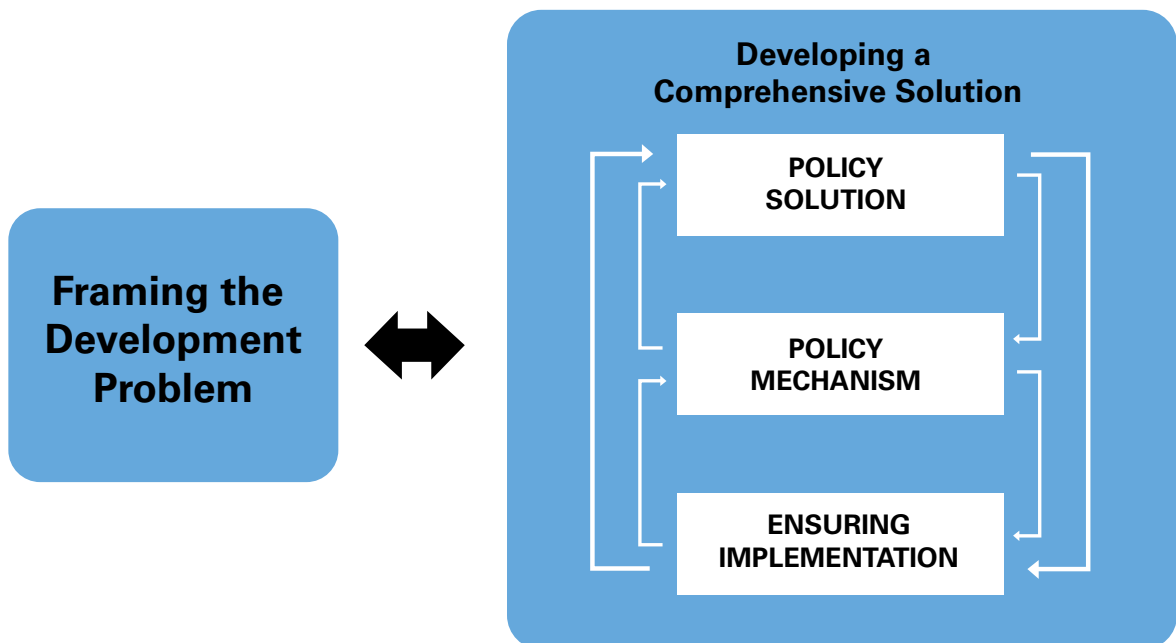 Framing the
Development
Problem
Developing a
Comprehensive Solution
POLICY
SOLUTION
POLICY
MECHANISM
ENSURING
IMPLEMENTATION